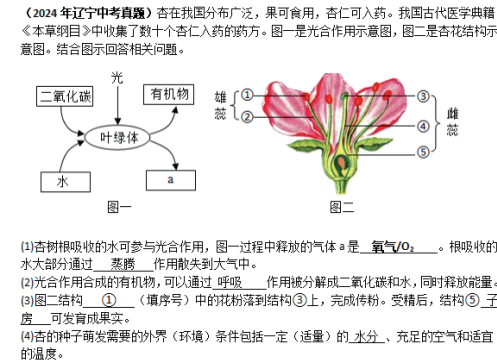 （2024年辽宁中考真题）杏在我国分布广泛，果可食用，杏仁可入药。我国古代医学典籍
《本草纲目》中收集了数十个杏仁入药的药方。图一是光合作用示意图，图二是杏花结构示
意图。结合图示回答相关问题。
光
二氧化碳
有机物
叶绿体
水
a
图一
雄蕊
①
②
③
④
⑤
雌蕊
图二
(1)杏树根吸收的水可参与光合作用，图一过程中释放的气体a是 氧气/O₂ 。根吸收的
水大部分通过 蒸腾 作用散失到大气中。
(2)光合作用合成的有机物，可以通过 呼吸 作用被分解成二氧化碳和水，同时释放能量。
(3)图二结构 ① （填序号）中的花粉落到结构③上，完成传粉。受精后，结构⑤ 子
房 可发育成果实。
(4)杏的种子萌发需要的外界（环境）条件包括一定（适量）的 水分 、充足的空气和适宜
的温度。